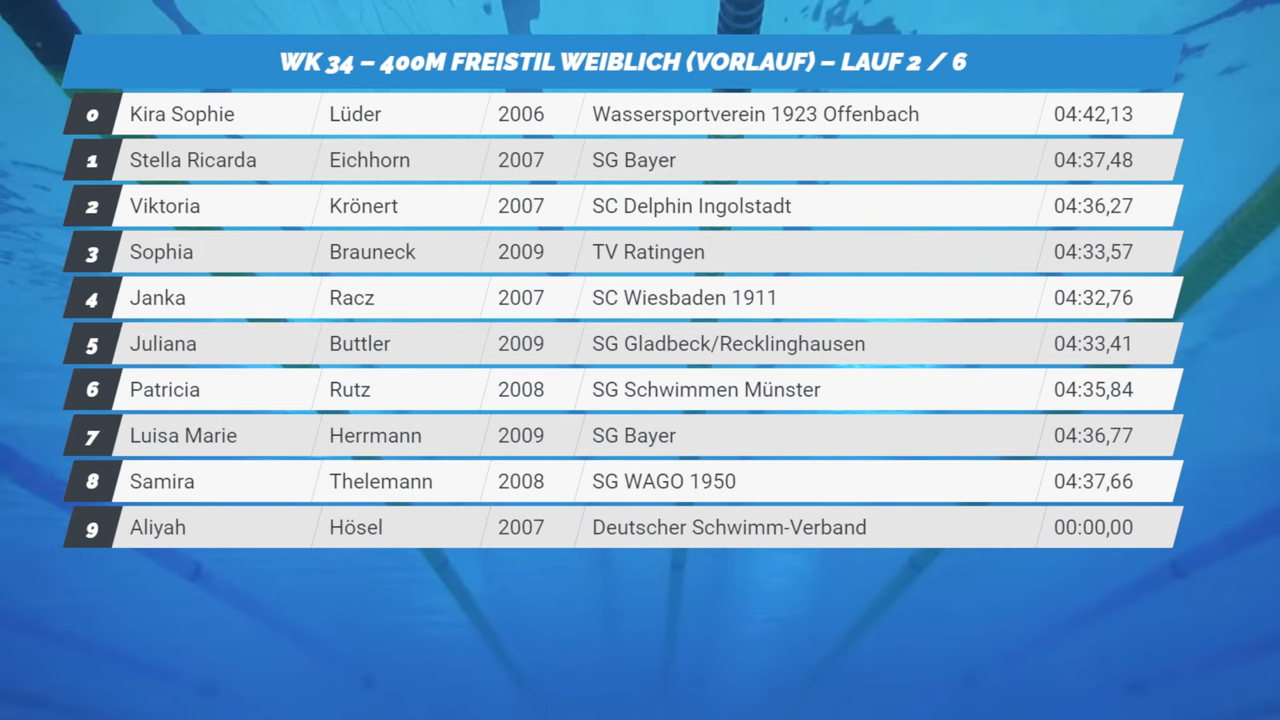 WK 34 – 400M FREISTIL WEIBLICH (VORLAUF) – LAUF 2 / 6
0 Kira Sophie Lüder 2006 Wassersportverein 1923 Offenbach 04:42,13
1 Stella Ricarda Eichhorn 2007 SG Bayer 04:37,48
2 Viktoria Krönert 2007 SC Delphin Ingolstadt 04:36,27
3 Sophia Brauneck 2009 TV Ratingen 04:33,57
4 Janka Racz 2007 SC Wiesbaden 1911 04:32,76
5 Juliana Buttler 2009 SG Gladbeck/Recklinghausen 04:33,41
6 Patricia Rutz 2008 SG Schwimmen Münster 04:35,84
7 Luisa Marie Herrmann 2009 SG Bayer 04:36,77
8 Samira Thelemann 2008 SG WAGO 1950 04:37,66
9 Aliyah Hösel 2007 Deutscher Schwimm-Verband 00:00,00